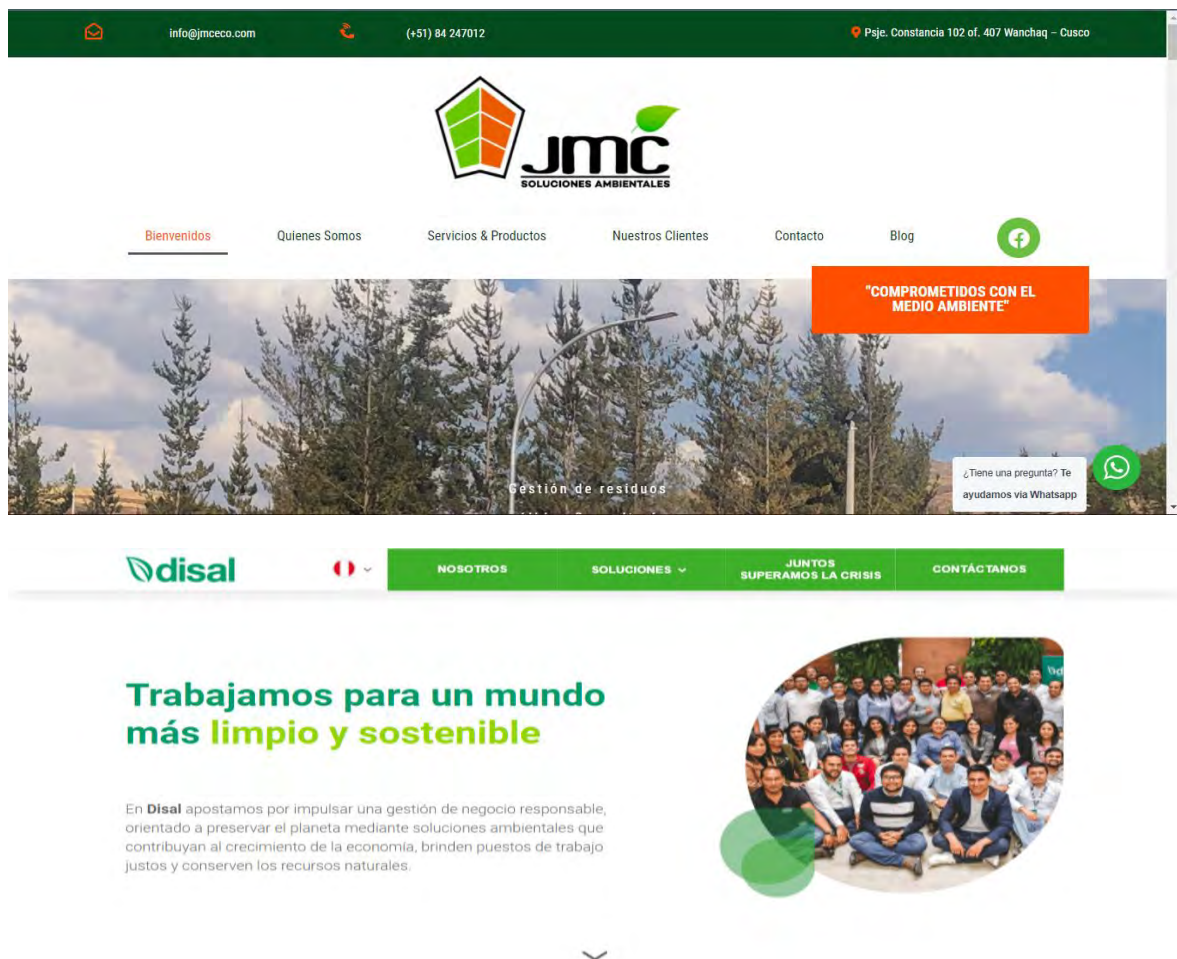 info@jmceco.com
(+51) 84 247012
Psje. Constancia 102 of. 407 Wanchaq – Cusco
JMC
SOLUCIONES AMBIENTALES
Bienvenidos
Quienes Somos
Servicios & Productos
Nuestros Clientes
Contacto
Blog
"COMPROMETIDOS CON EL
MEDIO AMBIENTE"
Gestión de residuos
¿Tiene una pregunta? Te
ayudamos via Whatsapp
disal
NOSOTROS
SOLUCIONES
JUNTOS
SUPERAMOS LA CRISIS
CONTÁCTANOS
Trabajamos para un mundo
más limpio y sostenible
En Disal apostamos por impulsar una gestión de negocio responsable,
orientado a preservar el planeta mediante soluciones ambientales que
contribuyan al crecimiento de la economía, brinden puestos de trabajo
justos y conserven los recursos naturales.